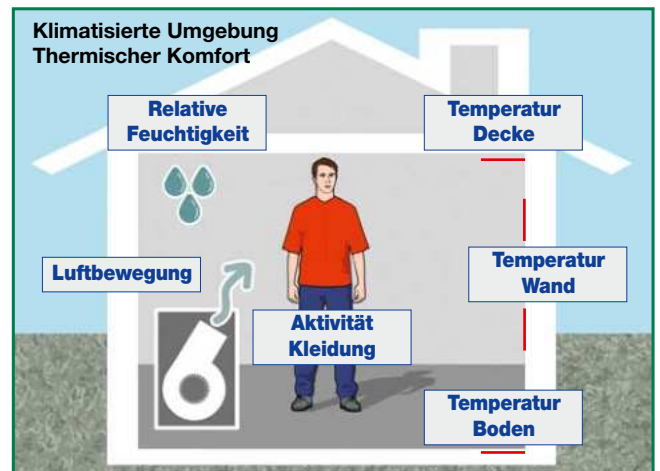 Klimatisierte Umgebung
Thermischer Komfort
Relative
Feuchtigkeit
Temperatur
Decke
Luftbewegung
Temperatur
Wand
Aktivität
Kleidung
Temperatur
Boden